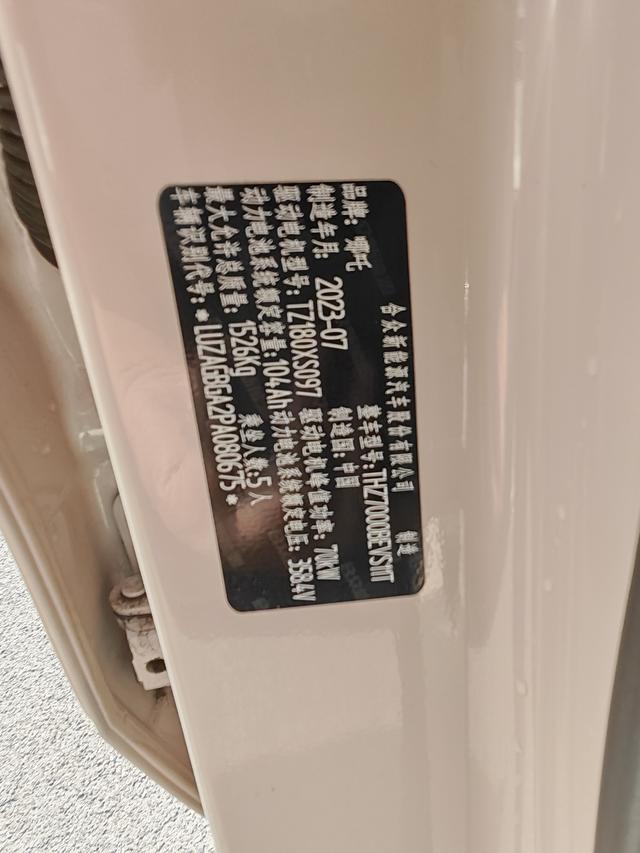 合众新能源汽车股份有限公司 制造
品牌：哪吒 整车型号：THZ7000BEVS11T
制造年月：2023-07 制造国：中国
驱动电机型号：TZ180XS097 驱动电机峰值功率：70kW
动力电池系统额定容量：104Ah 动力电池系统额定电压：358.4V
最大允许总质量：1526kg 乘坐人数：5人
车辆识别代号：*LUZAGBGA2PA080675*